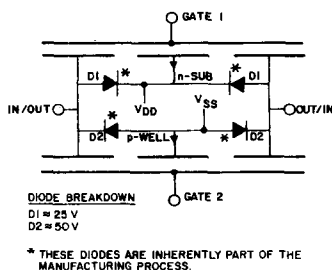 GATE 1
D1 * n-SUB * D1
IN/OUT VDD VSS OUT/IN
* D2 p-WELL * D2
GATE 2
DIODE BREAKDOWN
D1 ≈ 25 V
D2 ≈ 50 V
* THESE DIODES ARE INHERENTLY PART OF THE
MANUFACTURING PROCESS.